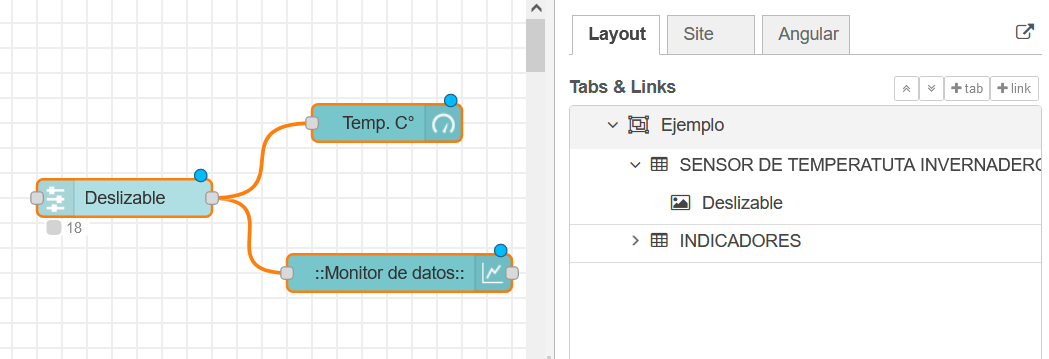 Temp. C°
Deslizable
18
::Monitor de datos::
Layout
Site
Angular
Tabs & Links
tab
link
Ejemplo
SENSOR DE TEMPERATUTA INVERNADERO
Deslizable
INDICADORES